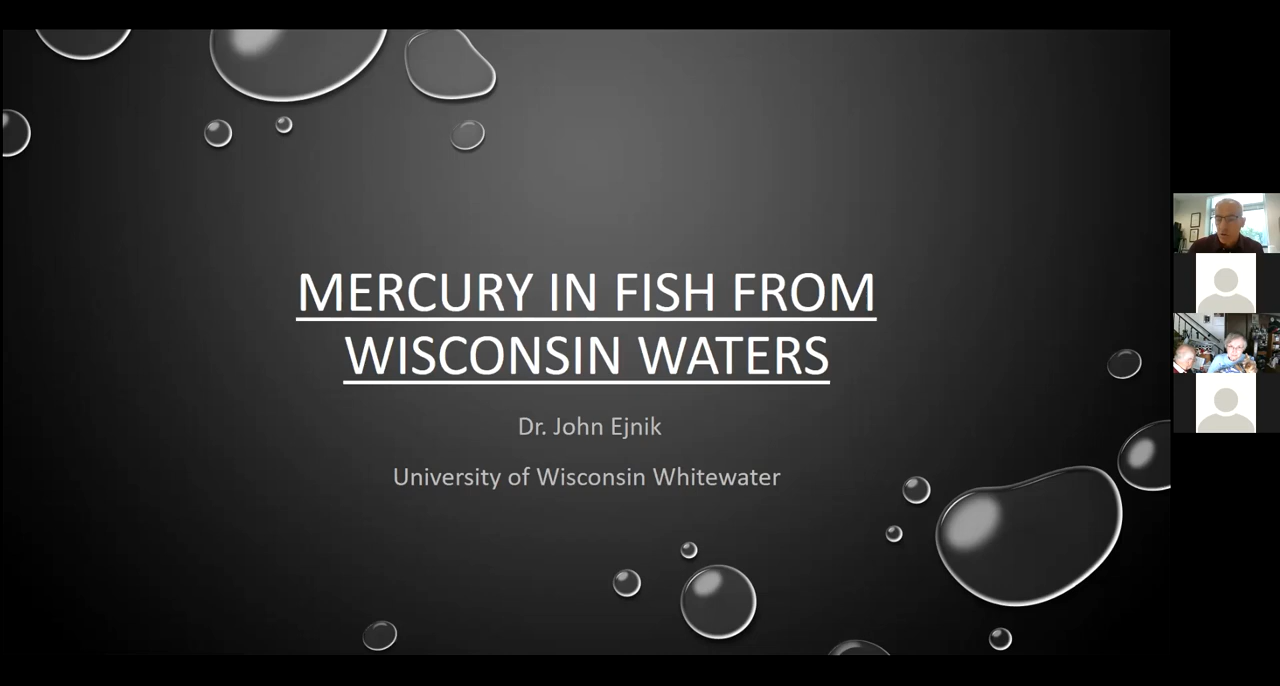 MERCURY IN FISH FROM
WISCONSIN WATERS
Dr. John Ejnik
University of Wisconsin Whitewater